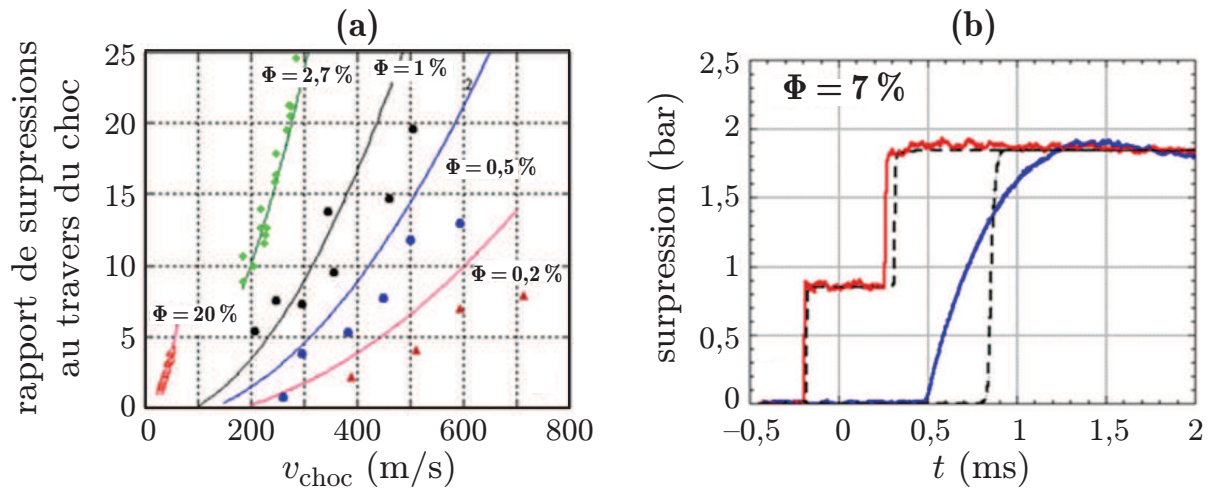 (a)
rapport de surpressions
au travers du choc
25
20
15
10
5
0
Φ = 2,7 %
Φ = 1 %
2
Φ = 0,5 %
Φ = 0,2 %
Φ = 20 %
0 200 400 600 800
v_choc (m/s)
(b)
surpression (bar)
2,5
2
1,5
1
0,5
0
Φ = 7 %
−0,5 0 0,5 1 1,5 2
t (ms)